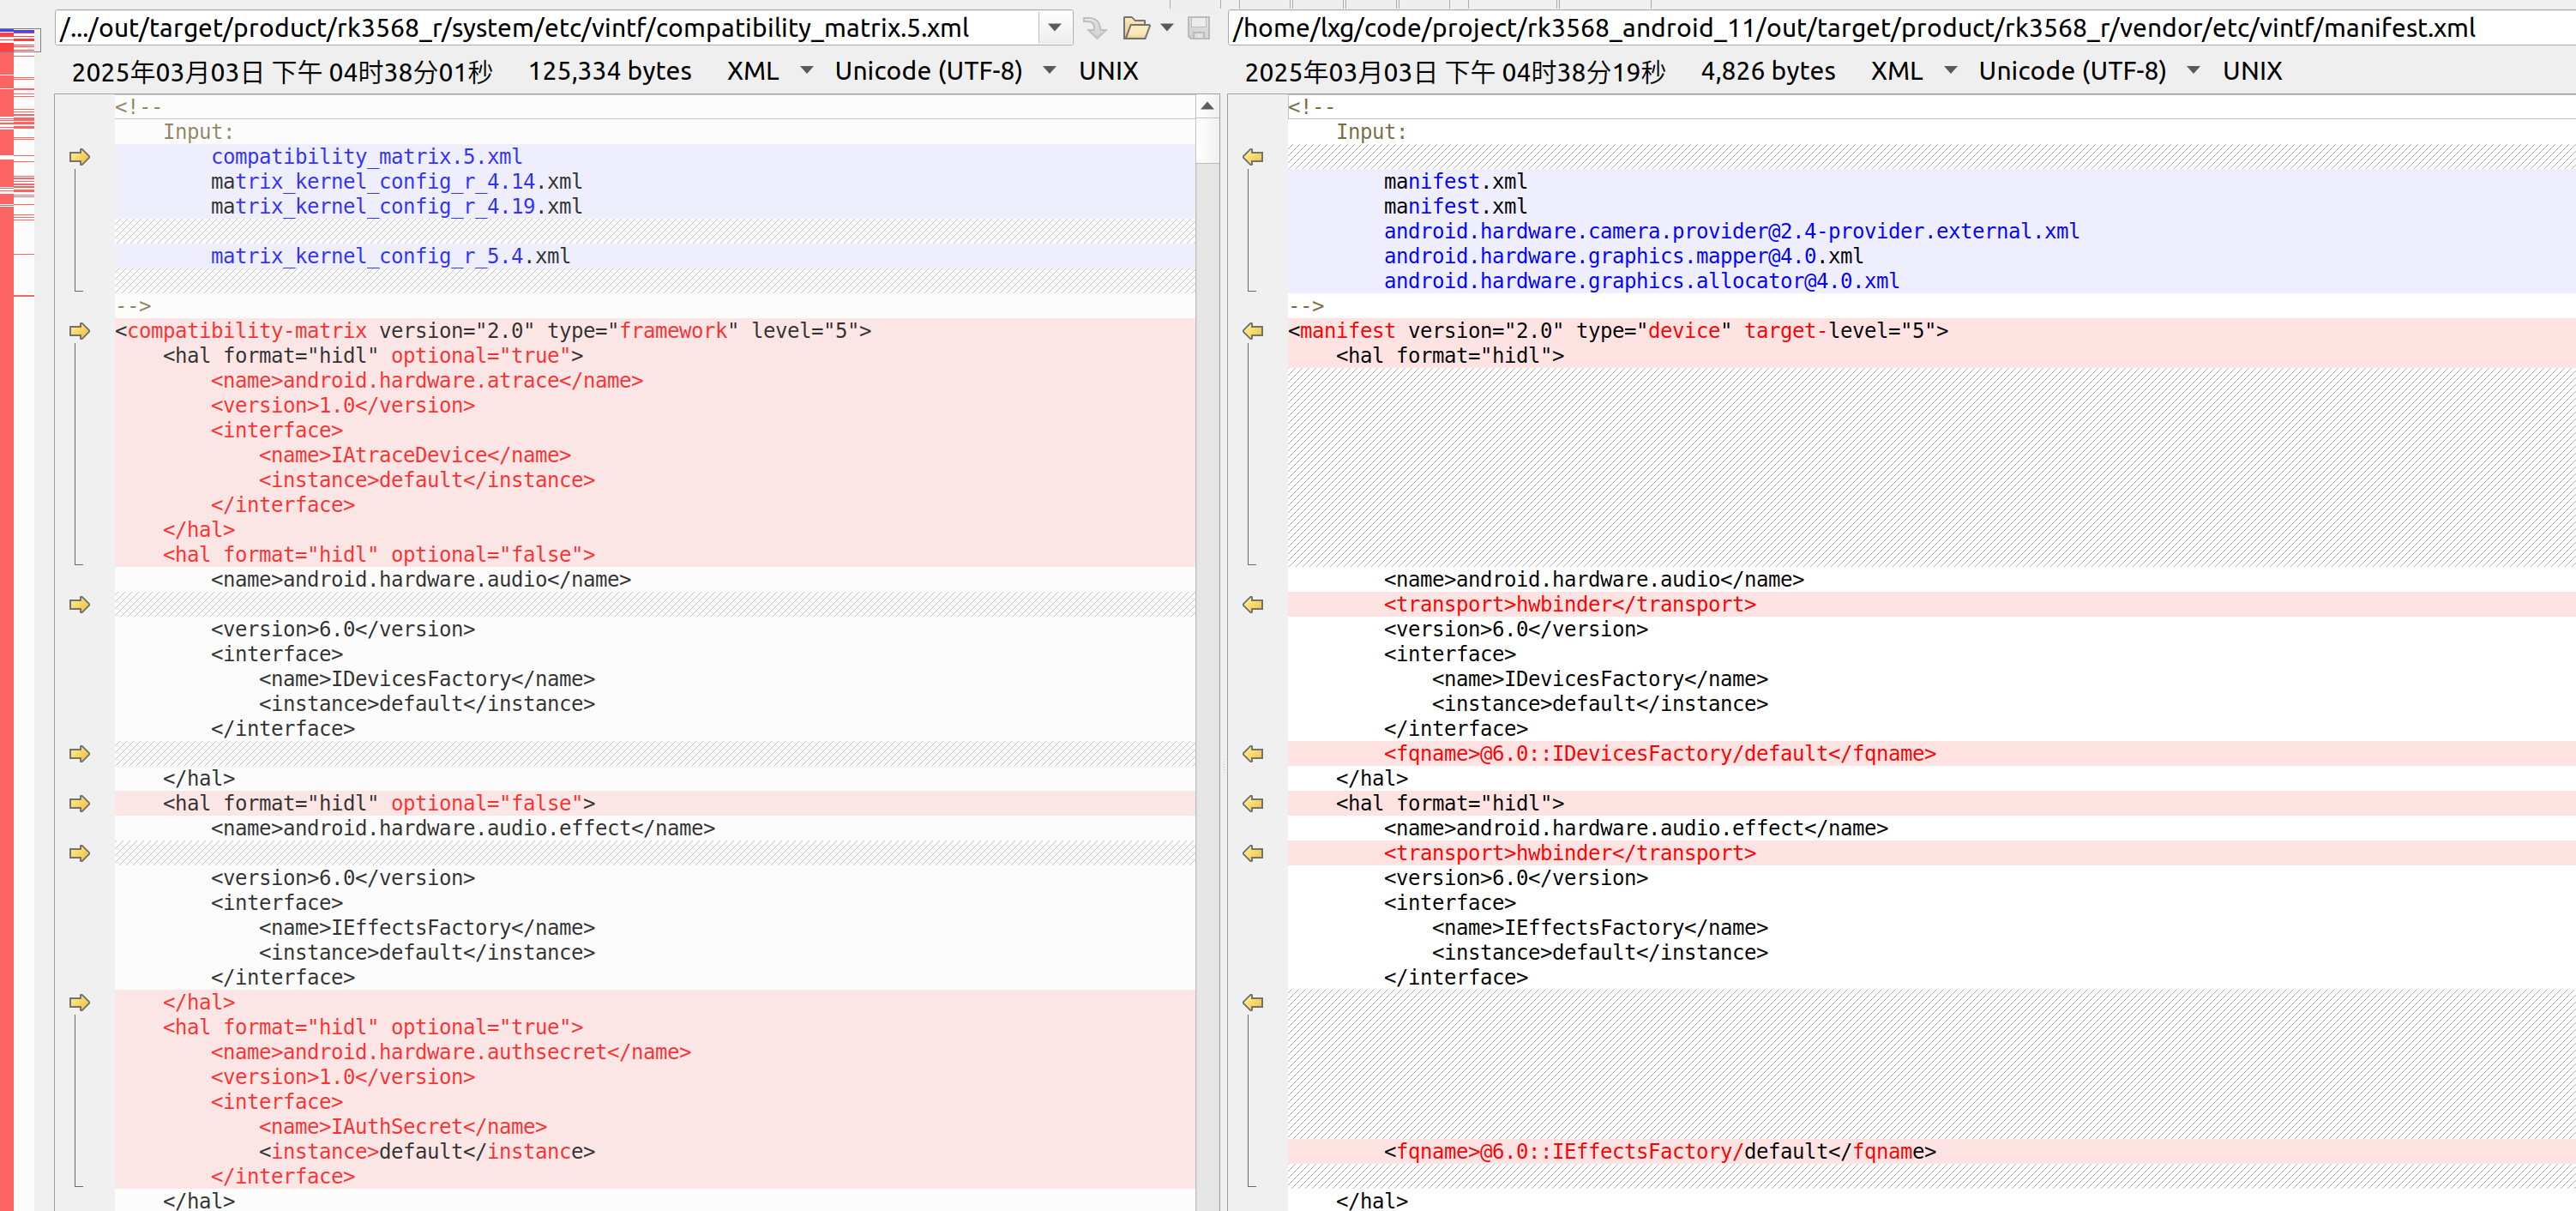 /.../out/target/product/rk3568_r/system/etc/vintf/compatibility_matrix.5.xml
2025年03月03日 下午 04时38分01秒 125,334 bytes XML Unicode (UTF-8) UNIX
<!--
    Input:
        compatibility_matrix.5.xml
        matrix_kernel_config_r_4.14.xml
        matrix_kernel_config_r_4.19.xml
        matrix_kernel_config_r_5.4.xml
-->
<compatibility-matrix version="2.0" type="framework" level="5">
    <hal format="hidl" optional="true">
        <name>android.hardware.atrace</name>
        <version>1.0</version>
        <interface>
            <name>IAtraceDevice</name>
            <instance>default</instance>
        </interface>
    </hal>
    <hal format="hidl" optional="false">
        <name>android.hardware.audio</name>
        <version>6.0</version>
        <interface>
            <name>IDevicesFactory</name>
            <instance>default</instance>
        </interface>
    </hal>
    <hal format="hidl" optional="false">
        <name>android.hardware.audio.effect</name>
        <version>6.0</version>
        <interface>
            <name>IEffectsFactory</name>
            <instance>default</instance>
        </interface>
    </hal>
    <hal format="hidl" optional="true">
        <name>android.hardware.authsecret</name>
        <version>1.0</version>
        <interface>
            <name>IAuthSecret</name>
            <instance>default</instance>
        </interface>
    </hal>
/home/lxg/code/project/rk3568_android_11/out/target/product/rk3568_r/vendor/etc/vintf/manifest.xml
2025年03月03日 下午 04时38分19秒 4,826 bytes XML Unicode (UTF-8) UNIX
<!--
    Input:
        manifest.xml
        manifest.xml
        android.hardware.camera.provider@2.4-provider.external.xml
        android.hardware.graphics.mapper@4.0.xml
        android.hardware.graphics.allocator@4.0.xml
-->
<manifest version="2.0" type="device" target-level="5">
    <hal format="hidl">
        <name>android.hardware.audio</name>
        <transport>hwbinder</transport>
        <version>6.0</version>
        <interface>
            <name>IDevicesFactory</name>
            <instance>default</instance>
        </interface>
        <fqname>@6.0::IDevicesFactory/default</fqname>
    </hal>
    <hal format="hidl">
        <name>android.hardware.audio.effect</name>
        <transport>hwbinder</transport>
        <version>6.0</version>
        <interface>
            <name>IEffectsFactory</name>
            <instance>default</instance>
        </interface>
        <fqname>@6.0::IEffectsFactory/default</fqname>
    </hal>